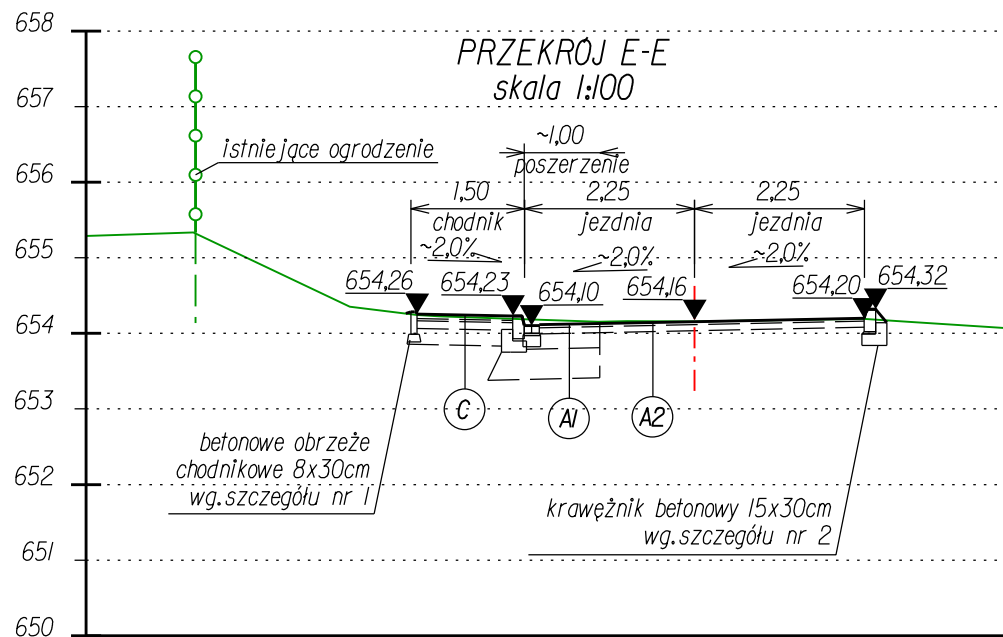 658
PRZEKRÓJ E-E
skala 1:100
657
~1,00
istniejące ogrodzenie
poszerzenie
656
1,50
2,25
2,25
chodnik
jezdnia
jezdnia
655
~2,0%
~2,0%
~2,0%
654,26
654,23
654,10
654,16
654,20
654,32
654
C
A1
A2
653
betonowe obrzeże
chodnikowe 8x30cm
wg.szczegółu nr 1
652
krawężnik betonowy 15x30cm
wg.szczegółu nr 2
651
650